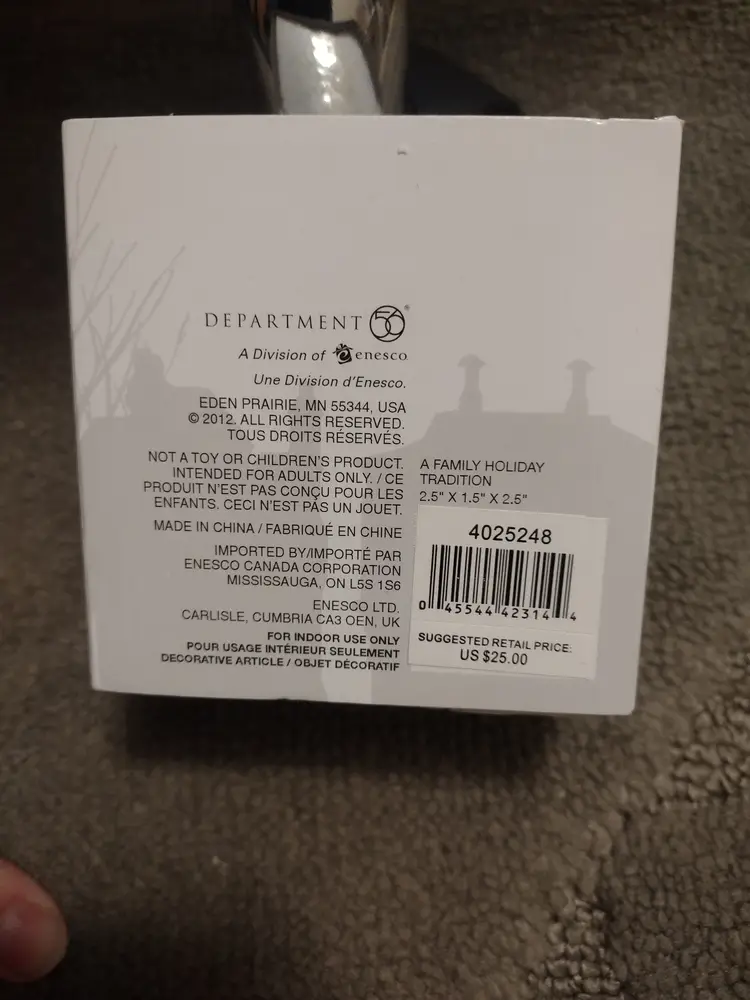 DEPARTMENT 56®
A Division of enesco.
Une Division d'Enesco.
EDEN PRAIRIE, MN 55344, USA
© 2012. ALL RIGHTS RESERVED.
TOUS DROITS RÉSERVÉS.
NOT A TOY OR CHILDREN'S PRODUCT.
INTENDED FOR ADULTS ONLY. / CE
PRODUIT N'EST PAS CONÇU POUR LES
ENFANTS. CECI N'EST PAS UN JOUET.
MADE IN CHINA / FABRIQUÉ EN CHINE
IMPORTED BY/IMPORTÉ PAR
ENESCO CANADA CORPORATION
MISSISSAUGA, ON L5S 1S6
ENESCO LTD.
CARLISLE, CUMBRIA CA3 OEN, UK
FOR INDOOR USE ONLY
POUR USAGE INTÉRIEUR SEULEMENT
DECORATIVE ARTICLE / OBJET DÉCORATIF
A FAMILY HOLIDAY
TRADITION
2.5" X 1.5" X 2.5"
4025248
0 45544 42314 4
SUGGESTED RETAIL PRICE:
US $25.00